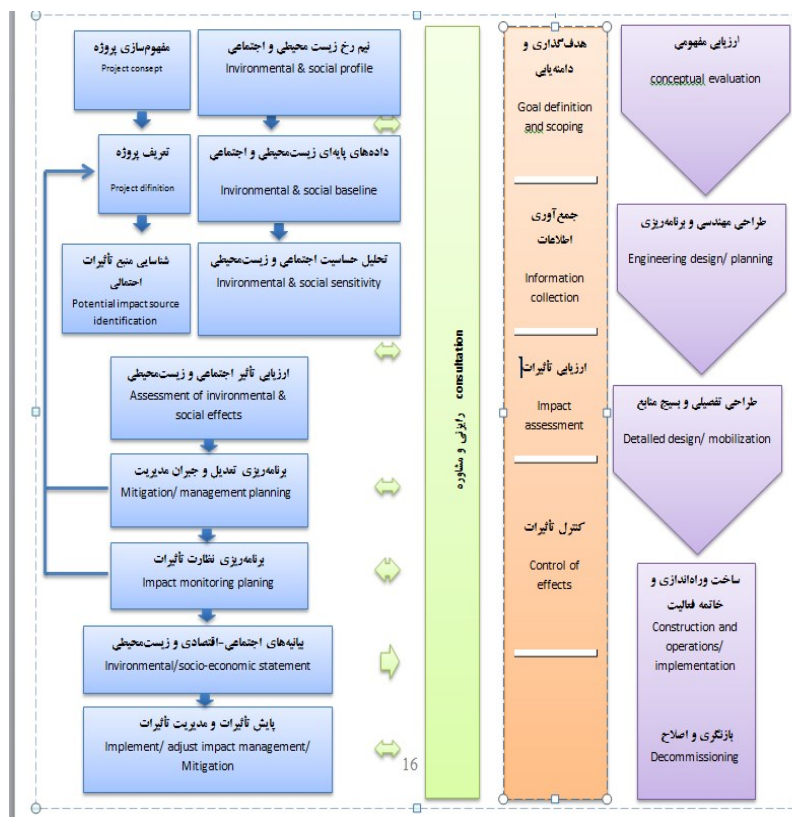 مفهوم‌سازی پروژه
Project consept
نیم رخ زیست محیطی و اجتماعی
Invironmental & social profile
تعریف پروژه
Project difinition
داده‌های پایه‌ای زیست‌محیطی و اجتماعی
Invironmental & social baseline
شناسایی منبع تأثیرات
احتمالی
Potential impact source
identification
تحلیل حساسیت اجتماعی و زیست‌محیطی
Invironmental & social sensitivity
ارزیابی تأثیر اجتماعی و زیست‌محیطی
Assessment of invironmental &
social effects
برنامه‌ریزی تعدیل و جبران مدیریت
Mitigation/ management planning
برنامه‌ریزی نظارت تأثیرات
Impact monitoring planing
بیانیه‌های اجتماعی-اقتصادی و زیست‌محیطی
Invironmental/socio-economic statement
پایش تأثیرات و مدیریت تأثیرات
Implement/ adjust impact management/
Mitigation
16
رایزنی و مشاوره consultation
هدف‌گذاری و
دامنه‌یابی
Goal definition
and scoping
جمع‌آوری
اطلاعات
Information
collection
ارزیابی تأثیرات
Impact
assessment
کنترل تأثیرات
Control of
effects
ارزیابی مفهومی
conceptual evaluation
طراحی مهندسی و برنامه‌ریزی
Engineering design/ planning
طراحی تفصیلی و بسیج منابع
Detailed design/ mobilization
ساخت وراه‌اندازی و
خاتمه فعالیت
Construction and
operations/
implementation
بازنگری و اصلاح
Decommissioning